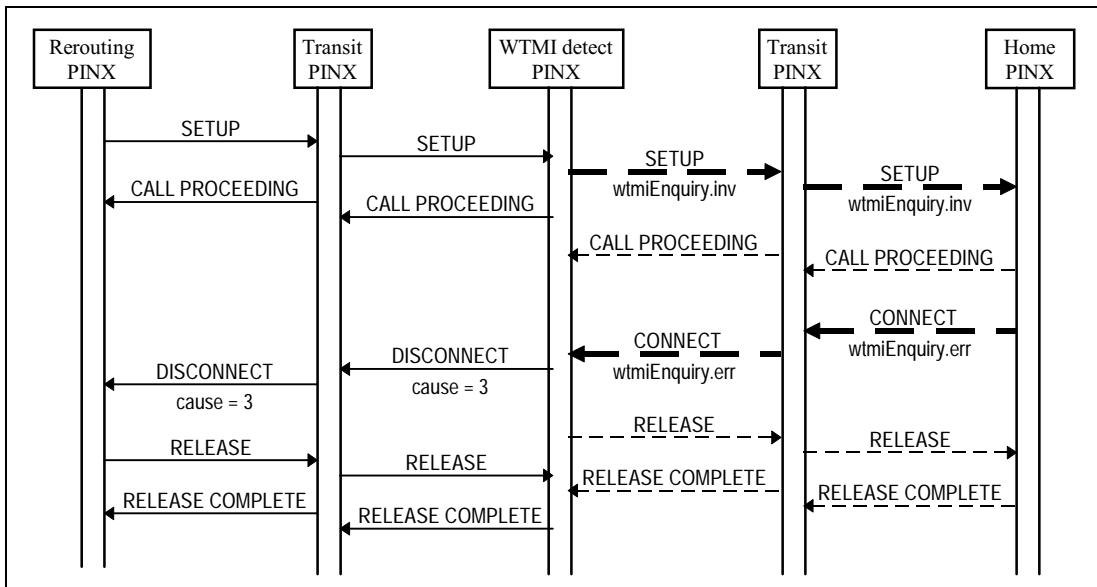 Rerouting
PINX
Transit
PINX
WTMI detect
PINX
Transit
PINX
Home
PINX
SETUP
SETUP
SETUP
wtmiEnquiry.inv
SETUP
wtmiEnquiry.inv
CALL PROCEEDING
CALL PROCEEDING
CALL PROCEEDING
CALL PROCEEDING
CONNECT
wtmiEnquiry.err
CONNECT
wtmiEnquiry.err
DISCONNECT
cause = 3
DISCONNECT
cause = 3
RELEASE
RELEASE
RELEASE
RELEASE
RELEASE COMPLETE
RELEASE COMPLETE
RELEASE COMPLETE
RELEASE COMPLETE